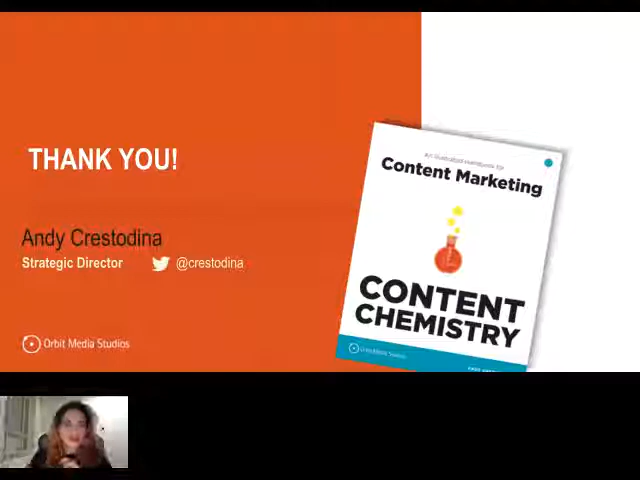 THANK YOU!
Andy Crestodina
Strategic Director
@crestodina
Orbit Media Studios
An Illustrated Handbook for
Content Marketing
CONTENT
CHEMISTRY
Orbit Media Studios